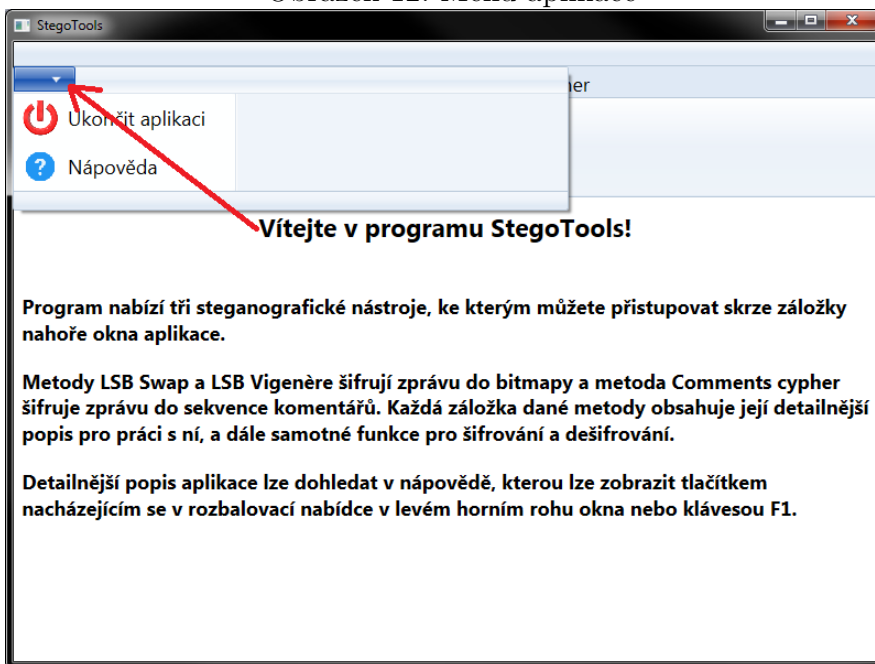 StegoTools
Ukončit aplikaci
Nápověda
Vítejte v programu StegoTools!
Program nabízí tři steganografické nástroje, ke kterým můžete přistupovat skrze záložky
nahoře okna aplikace.
Metody LSB Swap a LSB Vigenère šifrují zprávu do bitmapy a metoda Comments cypher
šifruje zprávu do sekvence komentářů. Každá záložka dané metody obsahuje její detailnější
popis pro práci s ní, a dále samotné funkce pro šifrování a dešifrování.
Detailnější popis aplikace lze dohledat v nápovědě, kterou lze zobrazit tlačítkem
nacházejícím se v rozbalovací nabídce v levém horním rohu okna nebo klávesou F1.